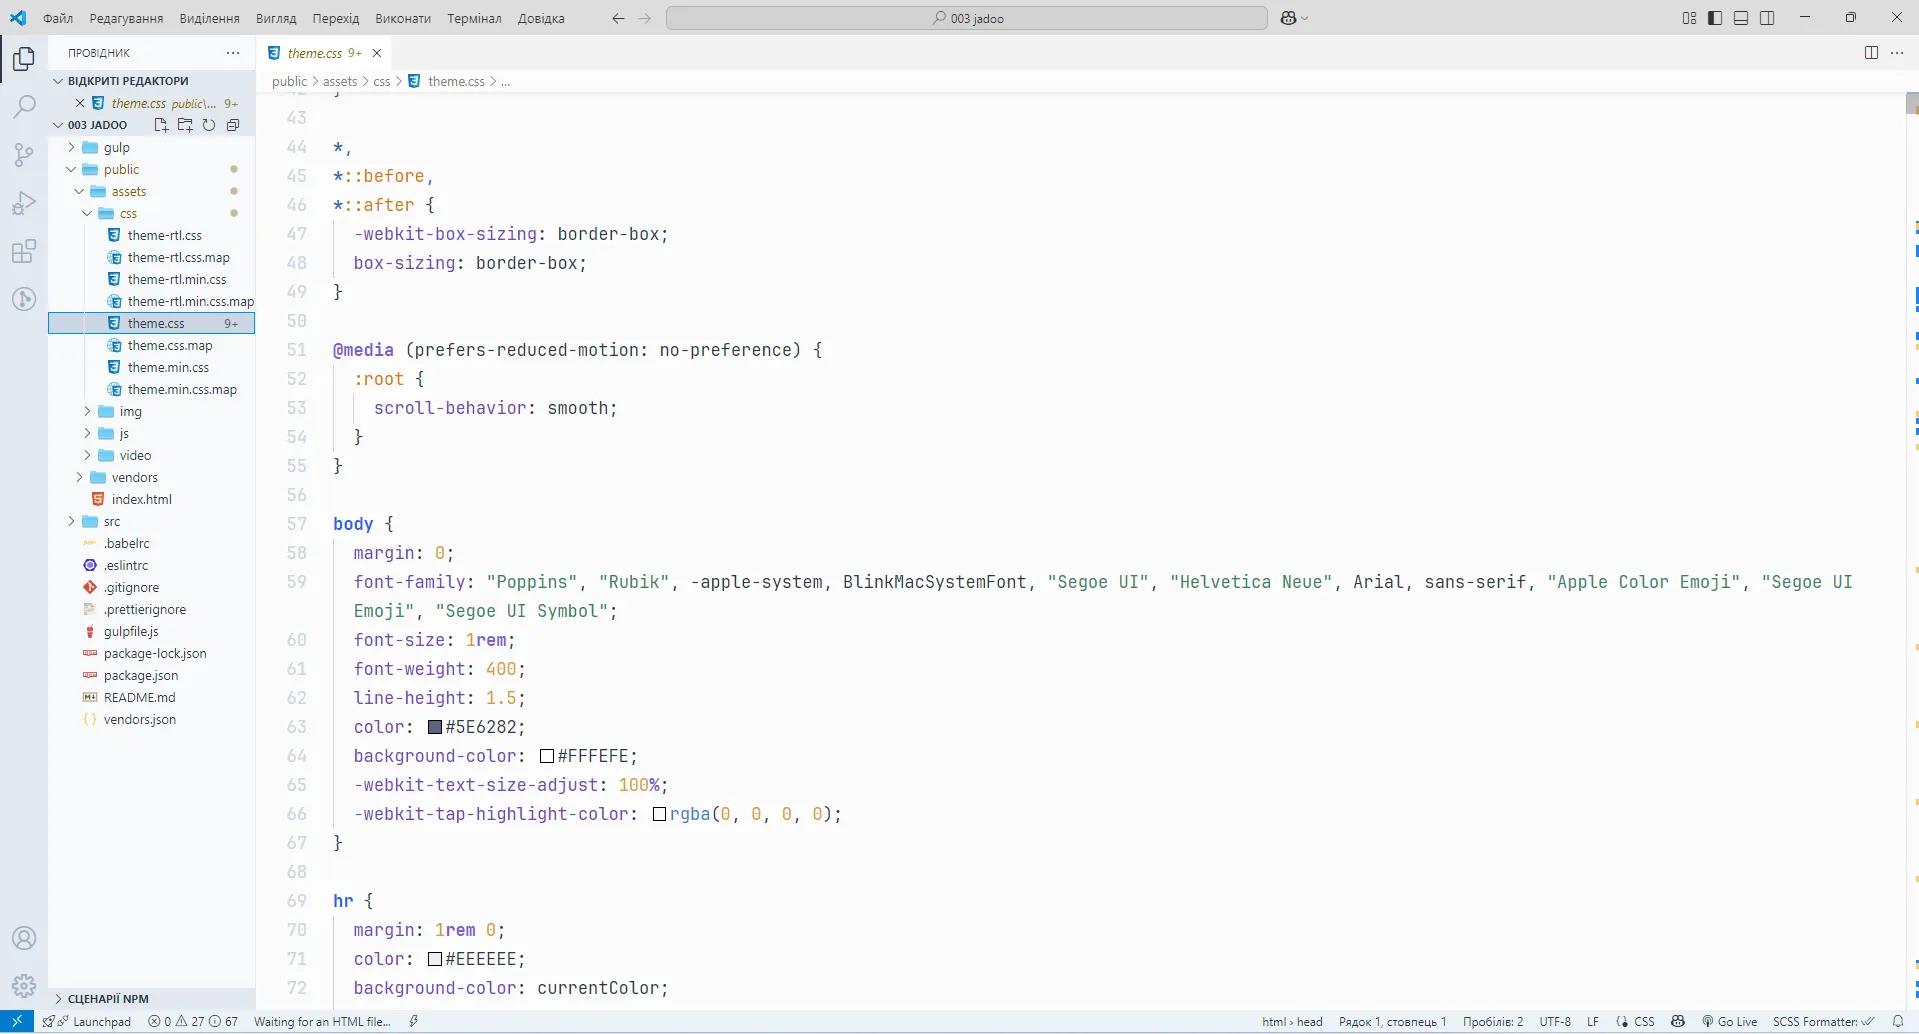 Файл Редагування Виділення Вигляд Перехід Виконати Термінал Довідка 003 jadoo
ПРОВІДНИК
ВІДКРИТІ РЕДАКТОРИ
theme.css public\... 9+
003 JADOO
gulp
public
assets
css
theme-rtl.css
theme-rtl.css.map
theme-rtl.min.css
theme-rtl.min.css.map
theme.css 9+
theme.css.map
theme.min.css
theme.min.css.map
img
js
video
vendors
index.html
src
.babelrc
.eslintrc
.gitignore
.prettierignore
gulpfile.js
package-lock.json
package.json
README.md
vendors.json
СЦЕНАРІЇ NPM
theme.css 9+
public > assets > css > theme.css > ...
42 }
43
44 *,
45 *::before,
46 *::after {
47 -webkit-box-sizing: border-box;
48 box-sizing: border-box;
49 }
50
51 @media (prefers-reduced-motion: no-preference) {
52 :root {
53 scroll-behavior: smooth;
54 }
55 }
56
57 body {
58 margin: 0;
59 font-family: "Poppins", "Rubik", -apple-system, BlinkMacSystemFont, "Segoe UI", "Helvetica Neue", Arial, sans-serif, "Apple Color Emoji", "Segoe UI
Emoji", "Segoe UI Symbol";
60 font-size: 1rem;
61 font-weight: 400;
62 line-height: 1.5;
63 color: #5E6282;
64 background-color: #FFFEFE;
65 -webkit-text-size-adjust: 100%;
66 -webkit-tap-highlight-color: rgba(0, 0, 0, 0);
67 }
68
69 hr {
70 margin: 1rem 0;
71 color: #EEEEEE;
72 background-color: currentColor;
Launchpad 0 27 67 Waiting for an HTML file... html › head Рядок 1, стовпець 1 Пробілів: 2 UTF-8 LF CSS Go Live SCSS Formatter: